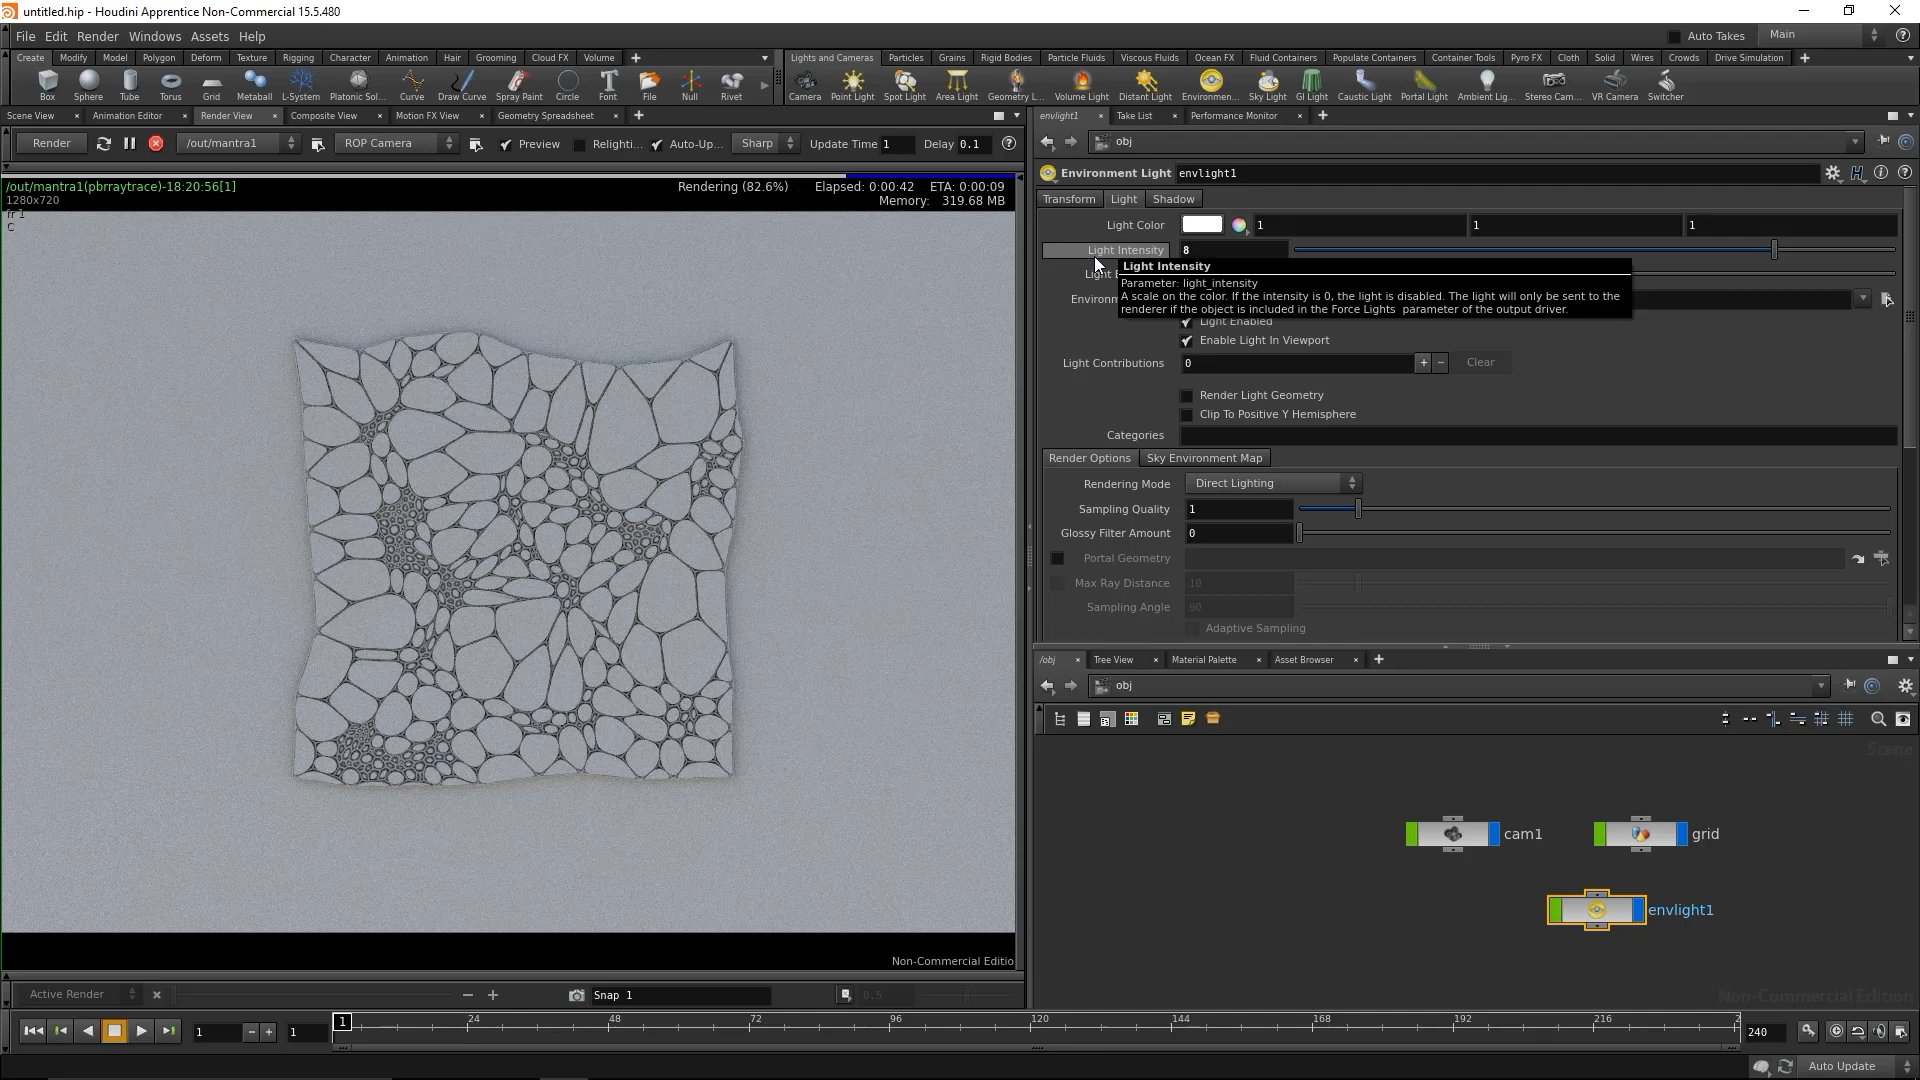 untitled.hip - Houdini Apprentice Non-Commercial 15.5.480
File Edit Render Windows Assets Help
Auto Takes Main
Create Modify Model Polygon Deform Texture Rigging Character Animation Hair Grooming Cloud FX Volume
Lights and Cameras Particles Grains Rigid Bodies Particle Fluids Viscous Fluids Ocean FX Fluid Containers Populate Containers Container Tools Pyro FX Cloth Solid Wires Crowds Drive Simulation
Box Sphere Tube Torus Grid Metaball L-System Platonic Sol... Curve Draw Curve Spray Paint Circle Font File Null Rivet
Camera Point Light Spot Light Area Light Geometry L... Volume Light Distant Light Environmen... Sky Light GI Light Caustic Light Portal Light Ambient Lig... Stereo Cam... VR Camera Switcher
Scene View Animation Editor Render View Composite View Motion FX View Geometry Spreadsheet
envlight1 Take List Performance Monitor
Render /out/mantra1 ROP Camera Preview Relighti... Auto-Up... Sharp Update Time 1 Delay 0.1
obj
Environment Light envlight1
/out/mantra1(pbrraytrace)-18:20:56[1]
1280x720
fr 1
C
Rendering (82.6%) Elapsed: 0:00:42 ETA: 0:00:09
Memory: 319.68 MB
Transform Light Shadow
Light Color 1 1 1
Light Intensity 8
Light Intensity
Parameter: light_intensity
A scale on the color. If the intensity is 0, the light is disabled. The light will only be sent to the
renderer if the object is included in the Force Lights parameter of the output driver.
Light Enabled
Enable Light In Viewport
Light Contributions 0 + − Clear
Render Light Geometry
Clip To Positive Y Hemisphere
Categories
Render Options Sky Environment Map
Rendering Mode Direct Lighting
Sampling Quality 1
Glossy Filter Amount 0
Portal Geometry
Max Ray Distance 10
Sampling Angle 90
Adaptive Sampling
/obj Tree View Material Palette Asset Browser
obj
Scene
cam1 grid
envlight1
Non-Commercial Edition
Non-Commercial Editio
Active Render Snap 1 0.5
1 1 1 24 48 72 96 120 144 168 192 216 2 240
Auto Update